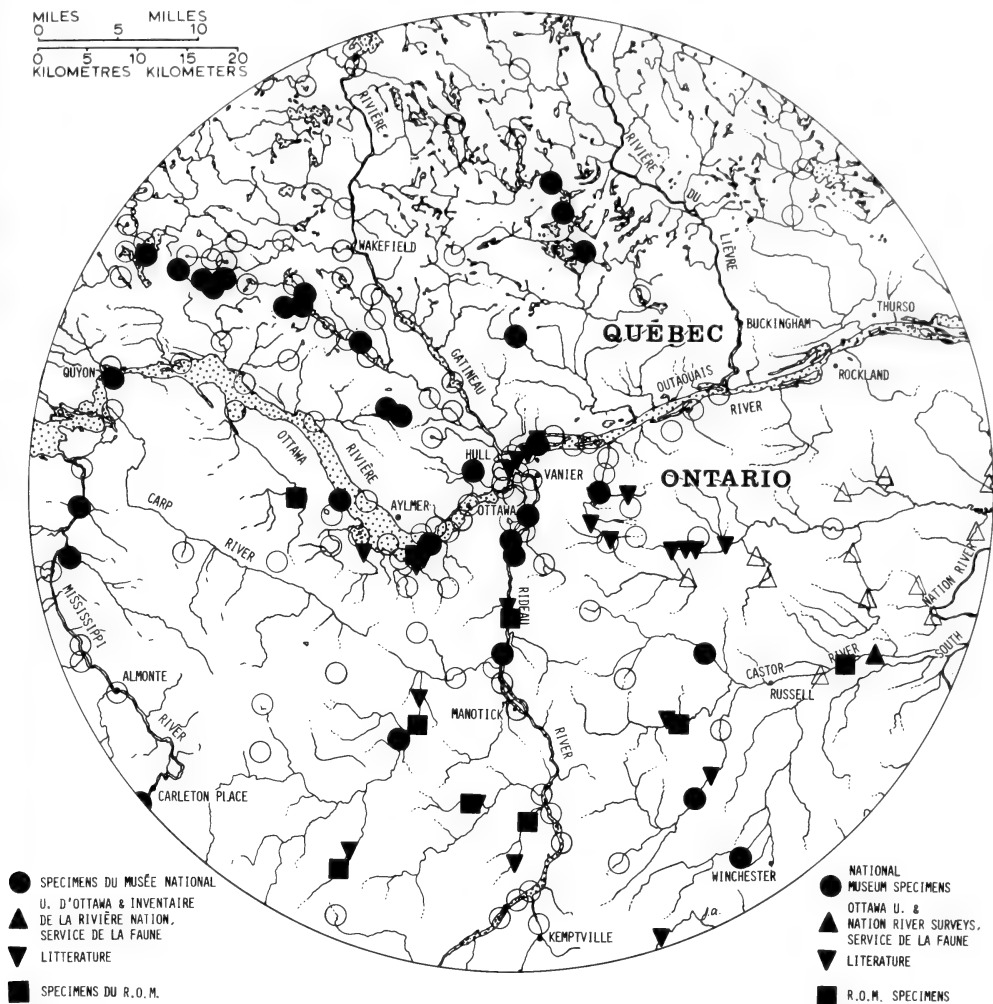 MILES MILLES
0 5 10
0 5 10 15 20
KILOMETRES KILOMETERS
RIVIÈRE
RIVIÈRE
DU
LIÈVRE
WAKEFIELD
THURSO
QUÉBEC
BUCKINGHAM
GATINEAU
QUYON
OUTAOUAIS
ROCKLAND
RIVER
OTTAWA
RIVIÈRE
HULL
VANIER
ONTARIO
CARP
AYLMER
OTTAWA
RIVER
NATION RIVER
MISSISSIPPI
RIDEAU
SOUTH
RIVER
CASTOR
RUSSELL
ALMONTE
MANOTICK
RIVER
RIVER
CARLETON PLACE
WINCHESTER
j.a.
KEMPTVILLE
SPECIMENS DU MUSÉE NATIONAL
U. D'OTTAWA & INVENTAIRE
DE LA RIVIÈRE NATION,
SERVICE DE LA FAUNE
LITTERATURE
SPECIMENS DU R.O.M.
NATIONAL
MUSEUM SPECIMENS
OTTAWA U. &
NATION RIVER SURVEYS,
SERVICE DE LA FAUNE
LITERATURE
R.O.M. SPECIMENS